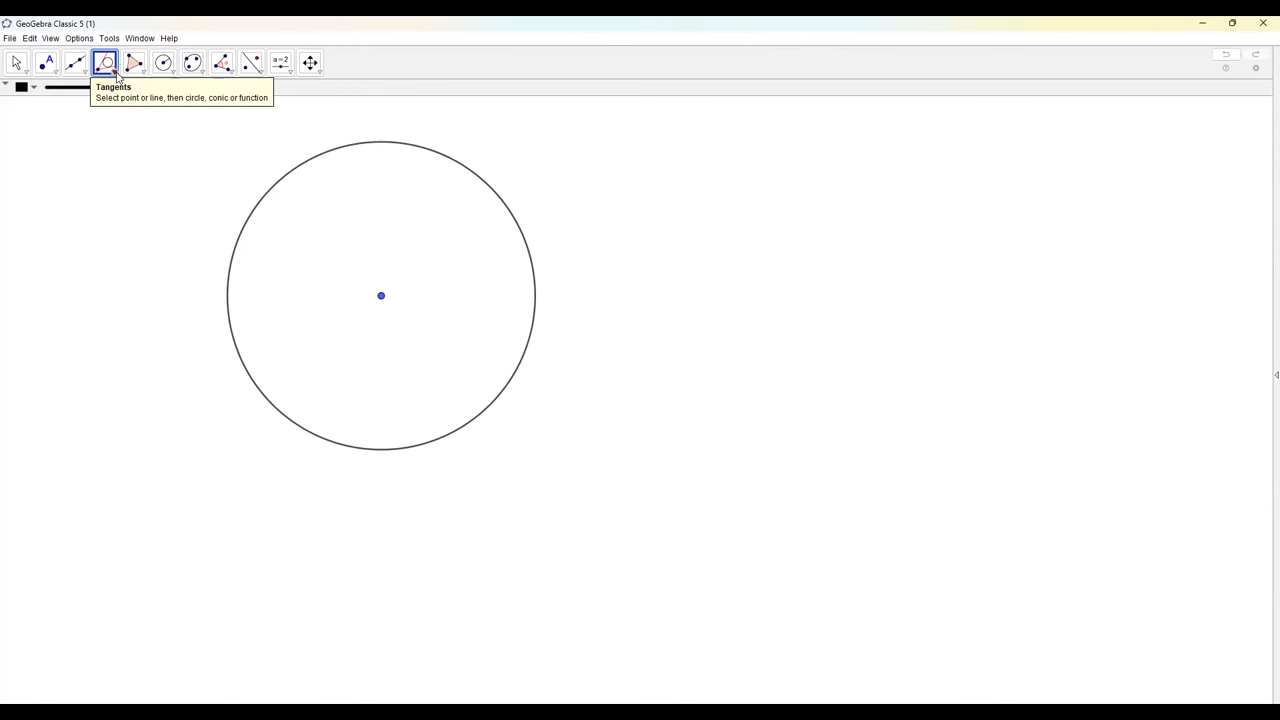 GeoGebra Classic 5 (1)
File Edit View Options Tools Window Help
A
a=2
Tangents
Select point or line, then circle, conic or function